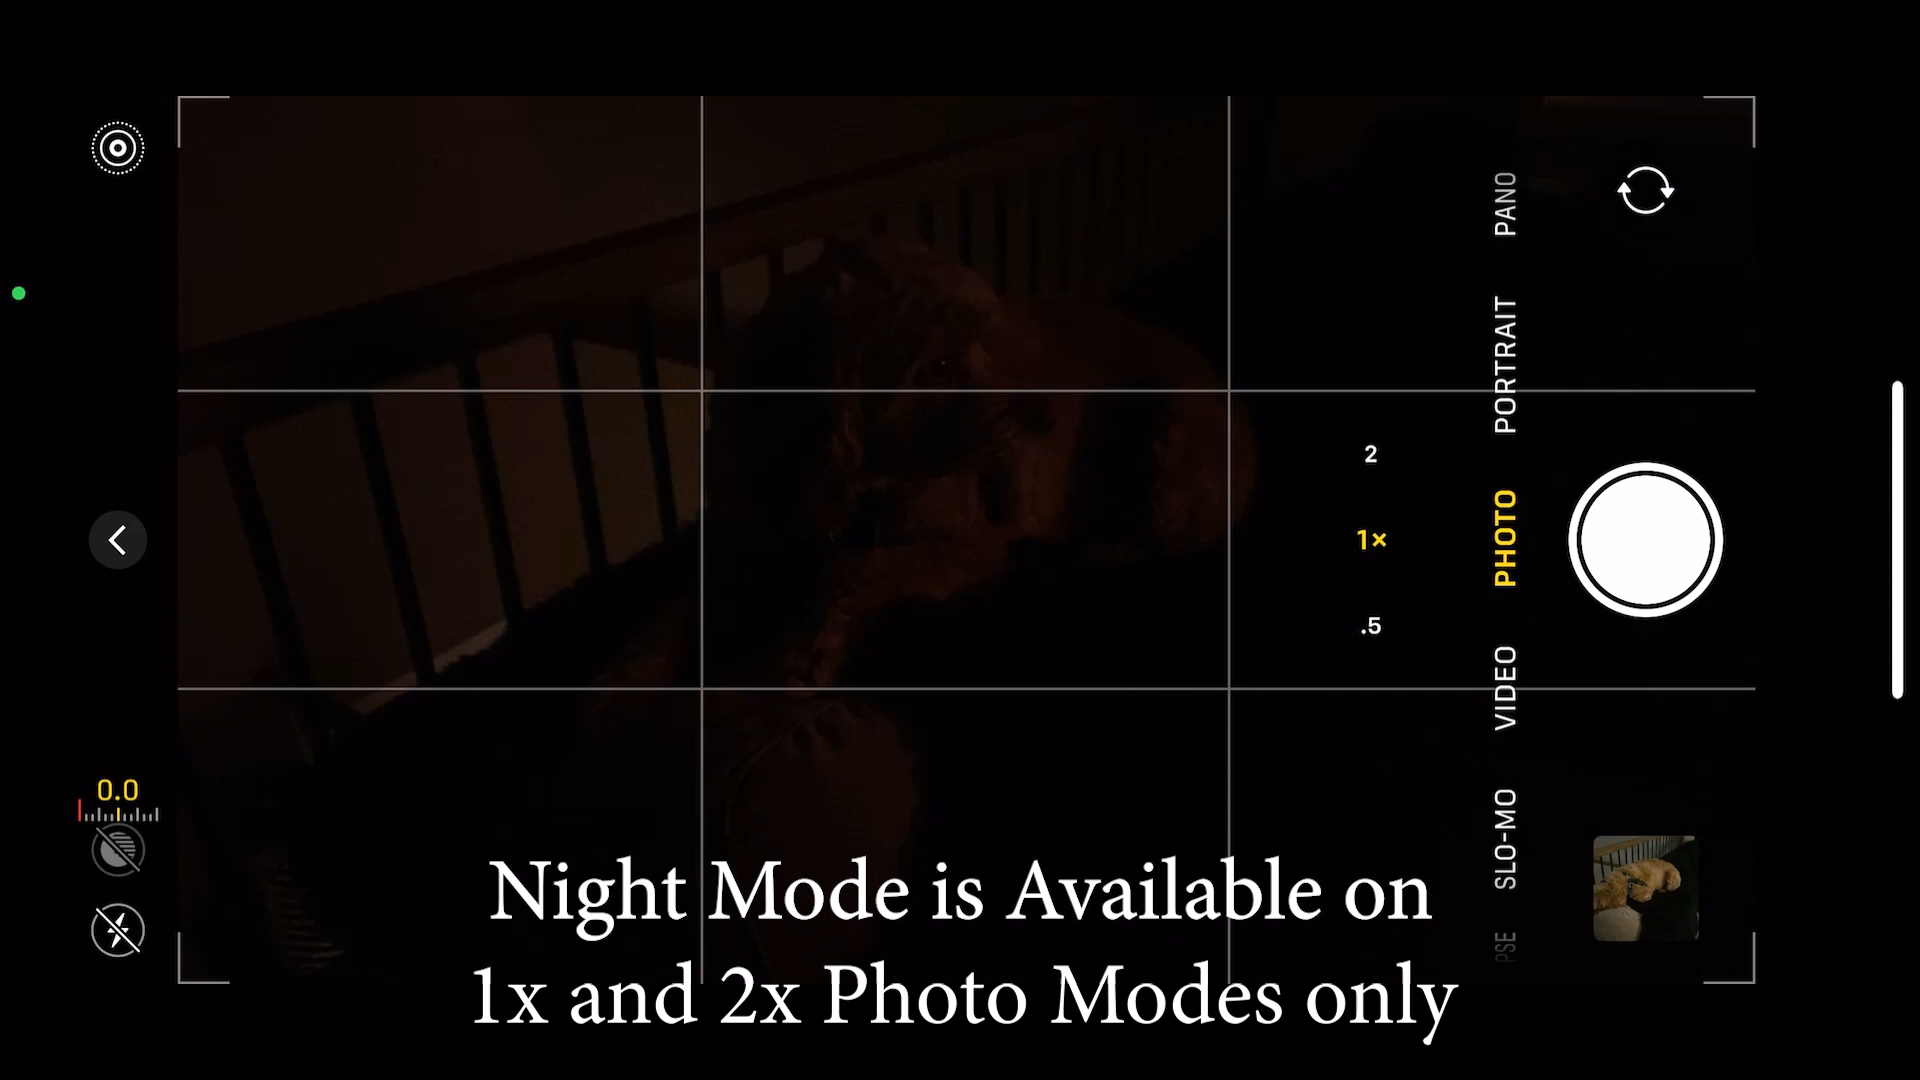 PANO
PORTRAIT
2
1×
PHOTO
.5
VIDEO
0.0
SLO-MO
PSE
Night Mode is Available on
1x and 2x Photo Modes only